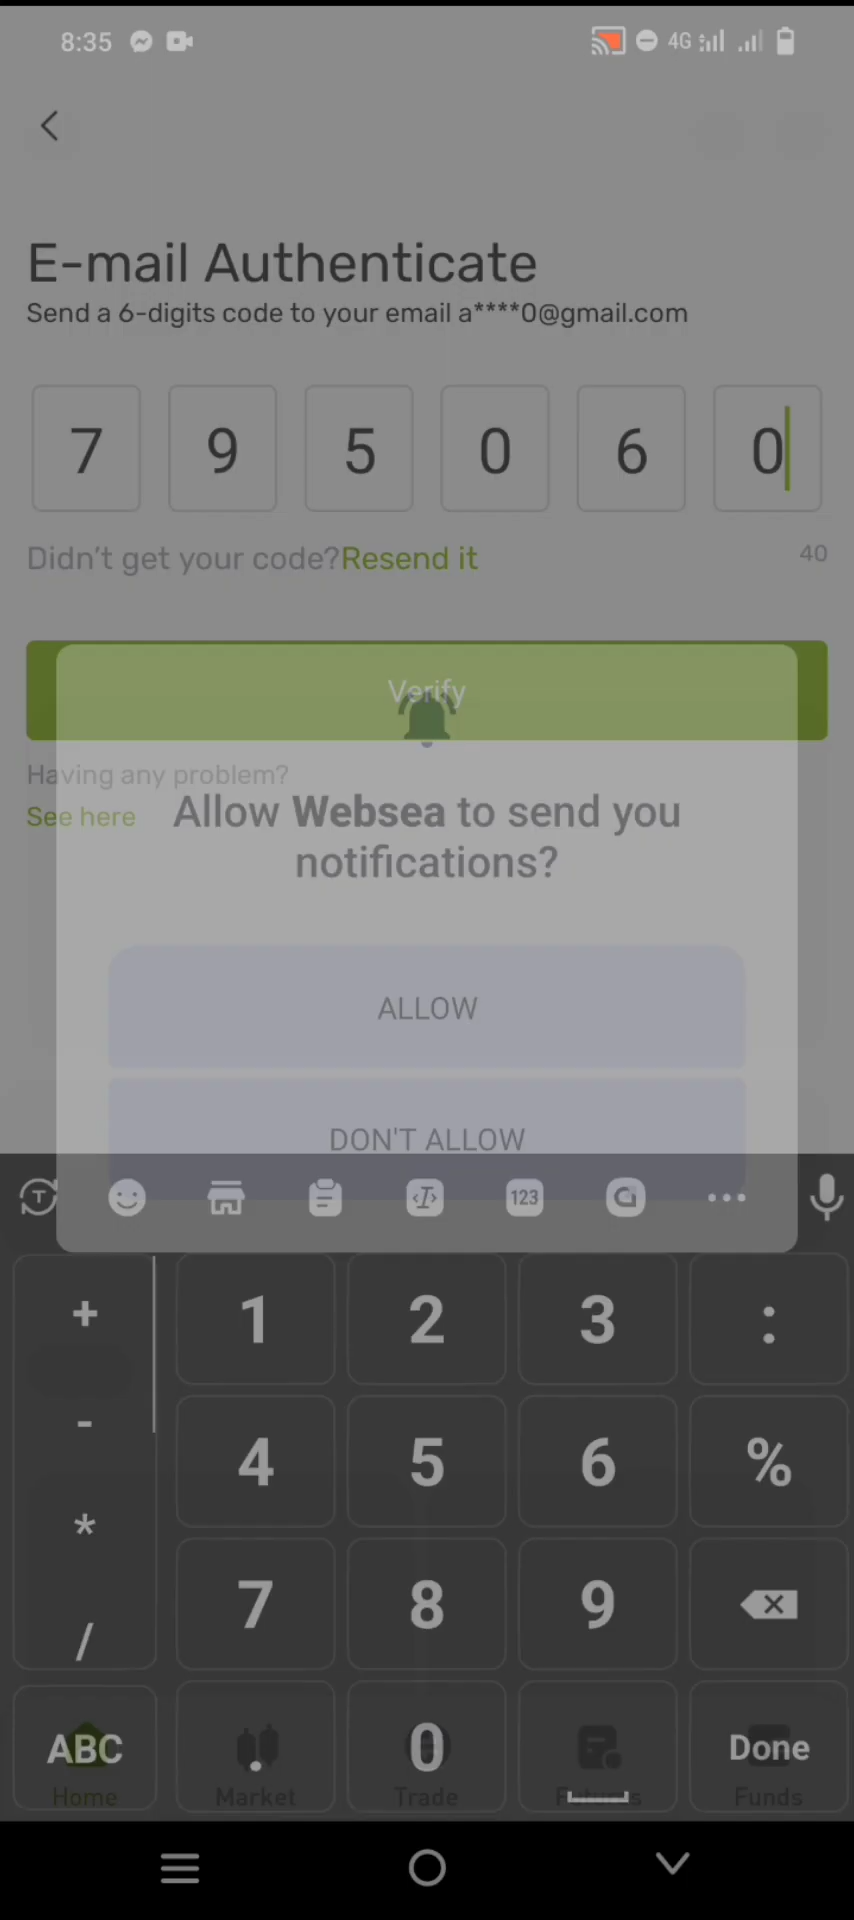 8:35
4G
E-mail Authenticate
Send a 6-digits code to your email a****0@gmail.com
7 9 5 0 6 0
Didn't get your code?Resend it
40
Verify
Having any problem?
See here
Allow Websea to send you
notifications?
ALLOW
DON'T ALLOW
T
123
+ 1 2 3 :
- 4 5 6 %
*
/ 7 8 9
ABC . 0 Done
Home Market Trade Futures Funds